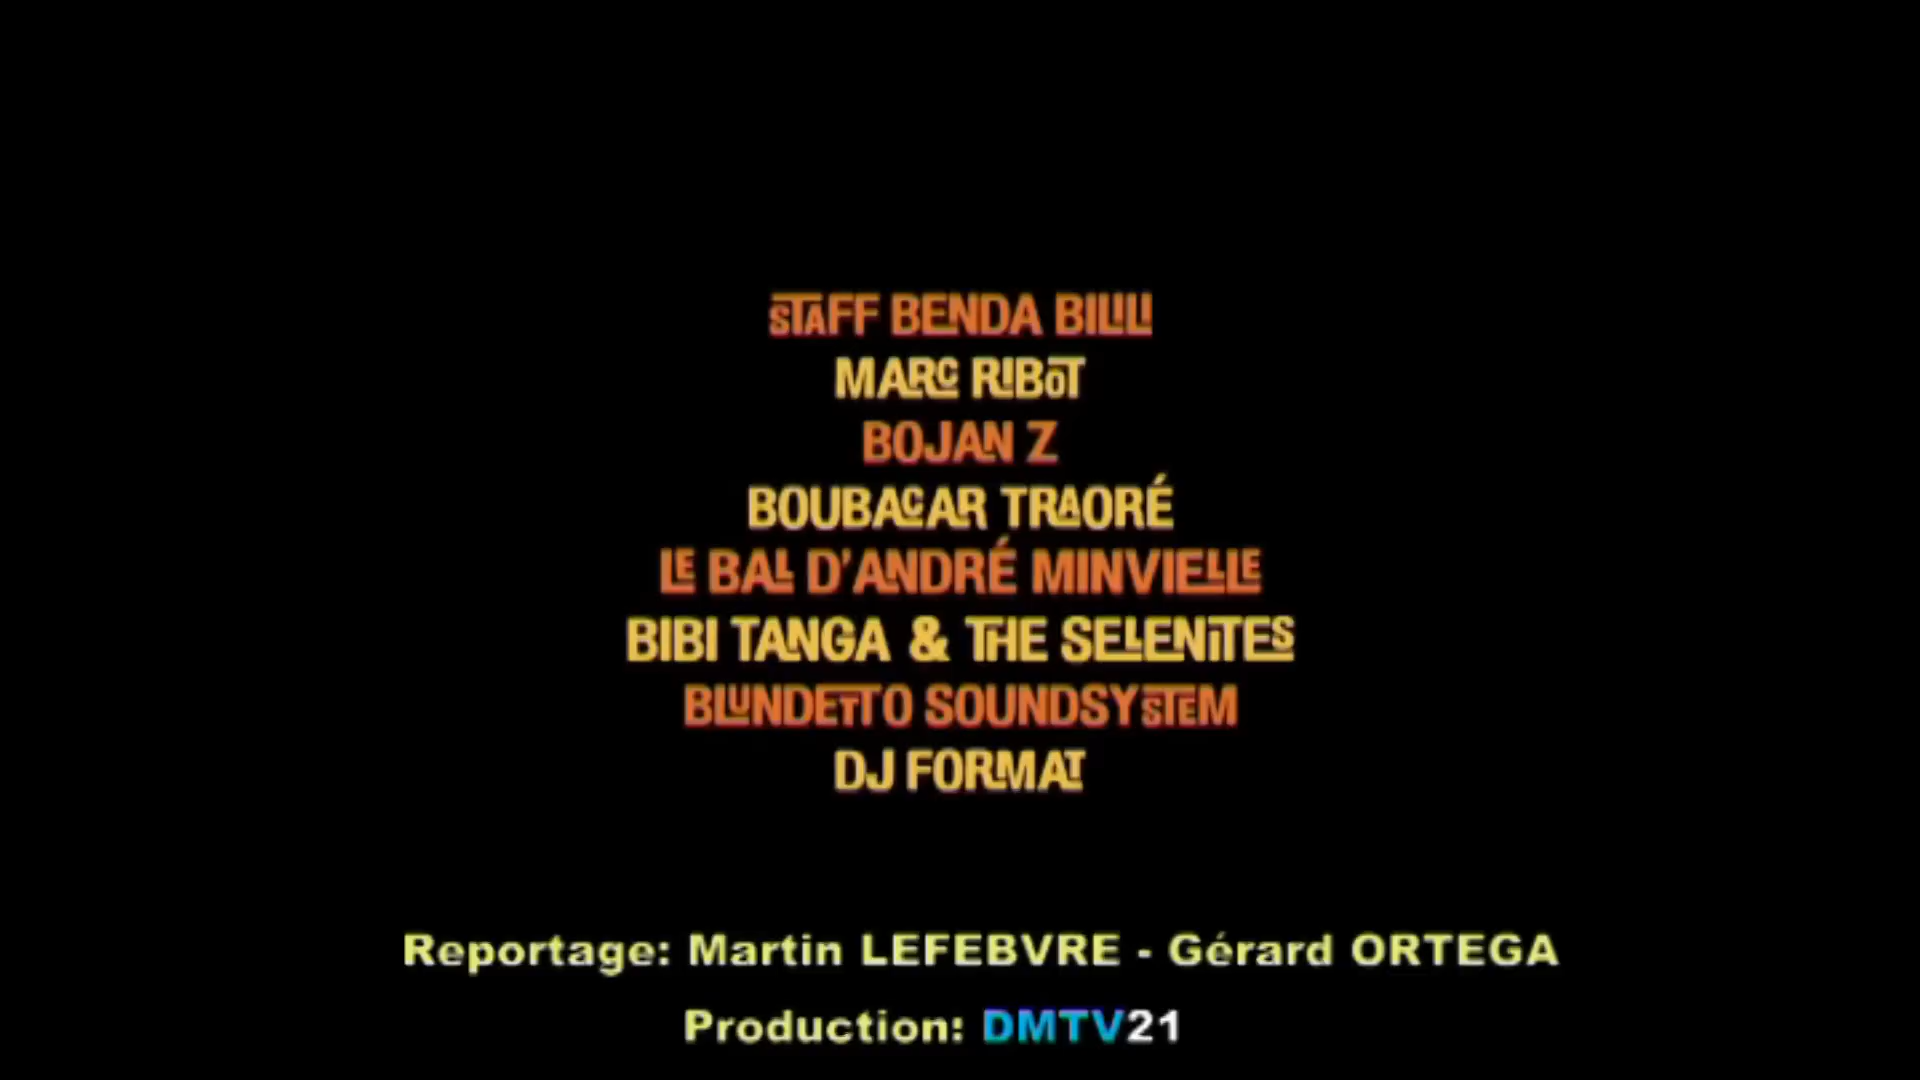 STAFF BENDA BILILI
MARC RIBOT
BOJAN Z
BOUBACAR TRAORÉ
LE BAL D'ANDRÉ MINVIELLE
BIBI TANGA & THE SELENITES
BLUNDETTO SOUNDSYSTEM
DJ FORMAT
Reportage: Martin LEFEBVRE - Gérard ORTEGA
Production: DMTV21